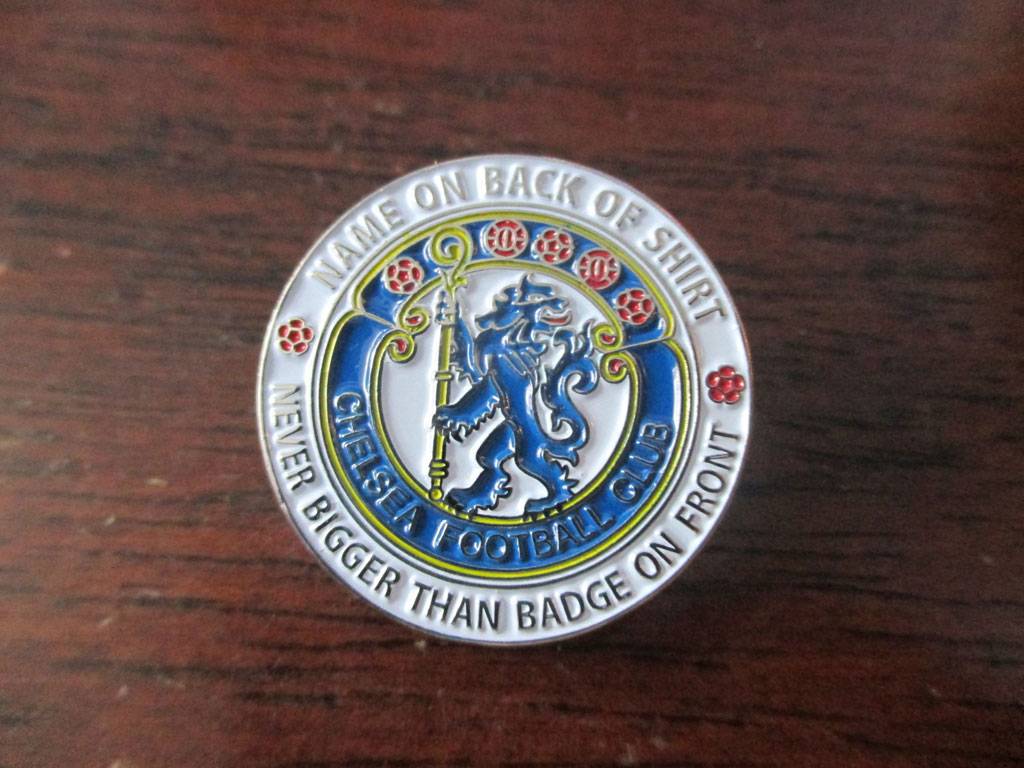 NAME ON BACK OF SHIRT
NEVER BIGGER THAN BADGE ON FRONT
CHELSEA FOOTBALL CLUB